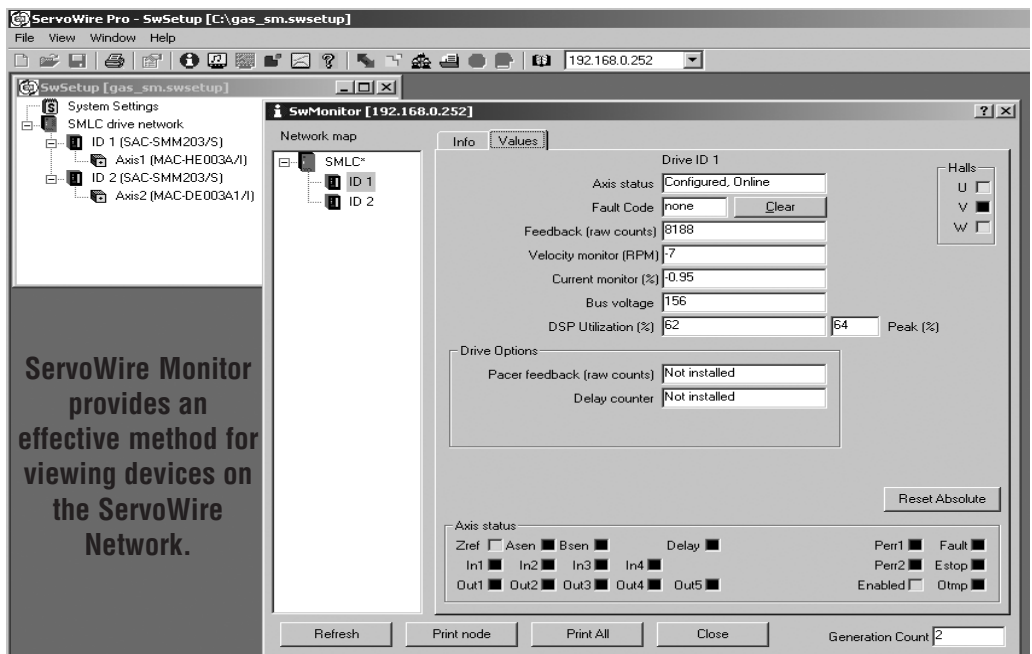 ServoWire Pro - SwSetup [C:\gas_sm.swsetup]
File View Window Help
192.168.0.252
SwSetup [gas_sm.swsetup]
System Settings
SMLC drive network
ID 1 (SAC-SMM203/S)
Axis1 (MAC-HE003A/I)
ID 2 (SAC-SMM203/S)
Axis2 (MAC-DE003A1/I)
ServoWire Monitor
provides an
effective method for
viewing devices on
the ServoWire
Network.
SwMonitor [192.168.0.252]
Network map
SMLC*
ID 1
ID 2
Info Values
Drive ID 1
Axis status Configured, Online
Fault Code none Clear
Feedback (raw counts) 8188
Velocity monitor (RPM) -7
Current monitor (%) -0.95
Bus voltage 156
DSP Utilization (%) 62 64 Peak (%)
Halls
U
V
W
Drive Options
Pacer feedback (raw counts) Not installed
Delay counter Not installed
Reset Absolute
Axis status
Zref Asen Bsen Delay Perr1 Fault
In1 In2 In3 In4 Perr2 Estop
Out1 Out2 Out3 Out4 Out5 Enabled Otmp
Refresh Print node Print All Close Generation Count 2